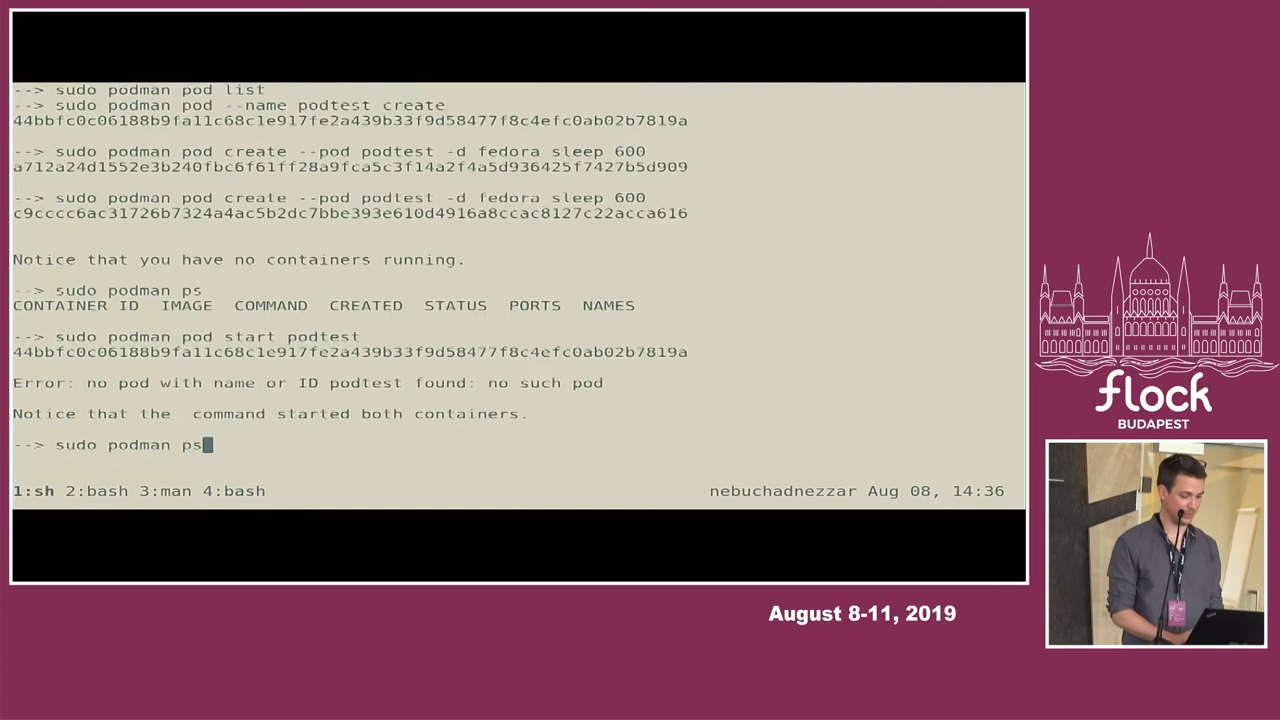 --> sudo podman pod list
--> sudo podman pod --name podtest create
44bbfc0c06188b9fa11c68c1e917fe2a439b33f9d58477f8c4efc0ab02b7819a
--> sudo podman pod create --pod podtest -d fedora sleep 600
a712a24d1552e3b240fbc6f61ff28a9fca5c3f14a2f4a5d936425f7427b5d909
--> sudo podman pod create --pod podtest -d fedora sleep 600
c9cccc6ac31726b7324a4ac5b2dc7bbe393e610d4916a8ccac8127c22acca616
Notice that you have no containers running.
--> sudo podman ps
CONTAINER ID  IMAGE  COMMAND  CREATED  STATUS  PORTS  NAMES
--> sudo podman pod start podtest
44bbfc0c06188b9fa11c68c1e917fe2a439b33f9d58477f8c4efc0ab02b7819a
Error: no pod with name or ID podtest found: no such pod
Notice that the  command started both containers.
--> sudo podman ps
1:sh 2:bash 3:man 4:bash
nebuchadnezzar Aug 08, 14:36
flock
BUDAPEST
August 8-11, 2019